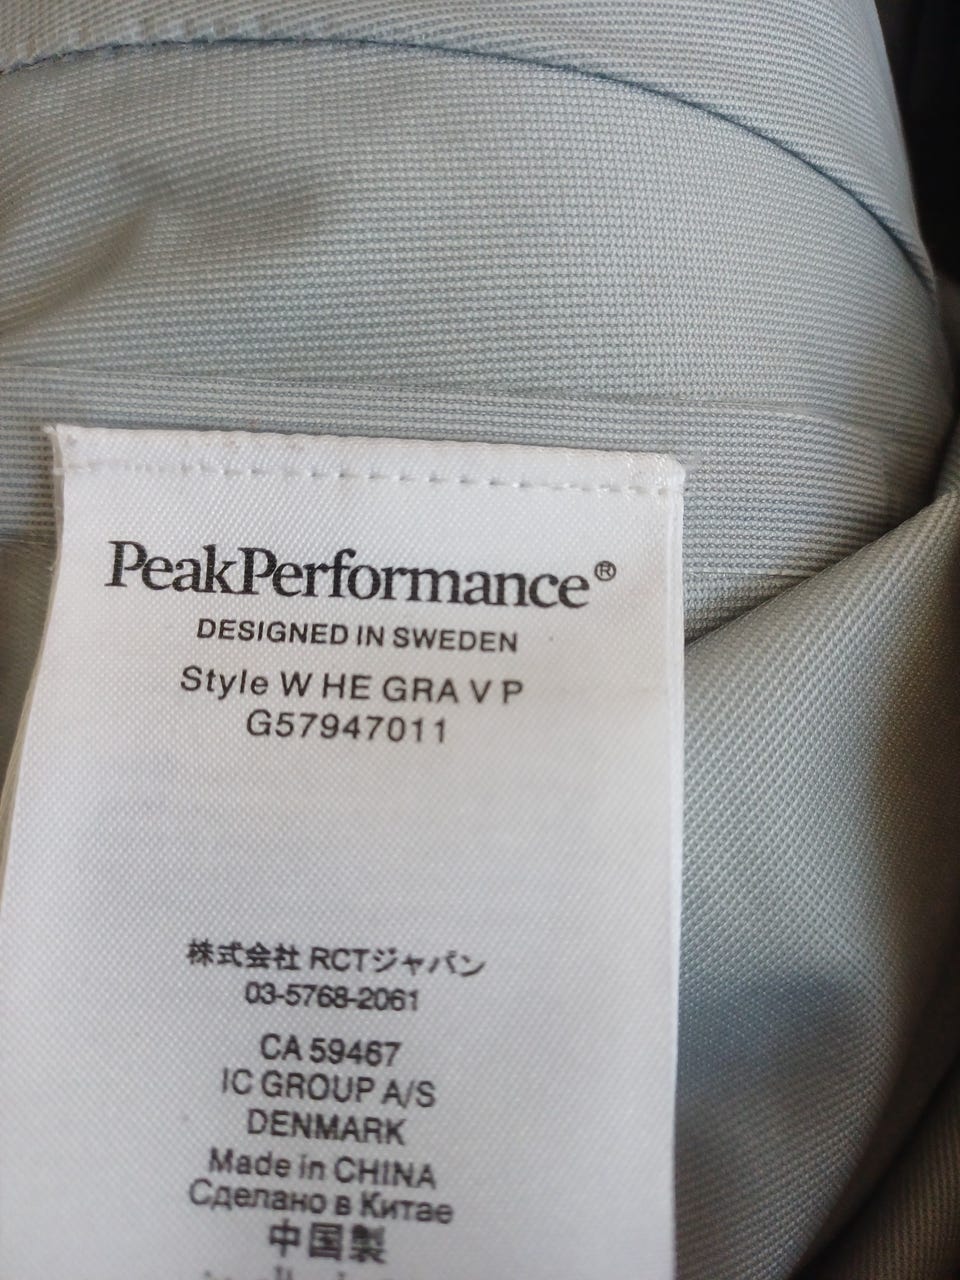 PeakPerformance®
DESIGNED IN SWEDEN
Style W HE GRA V P
G57947011
株式会社 RCTジャパン
03-5768-2061
CA 59467
IC GROUP A/S
DENMARK
Made in CHINA
Сделано в Китае
中国製